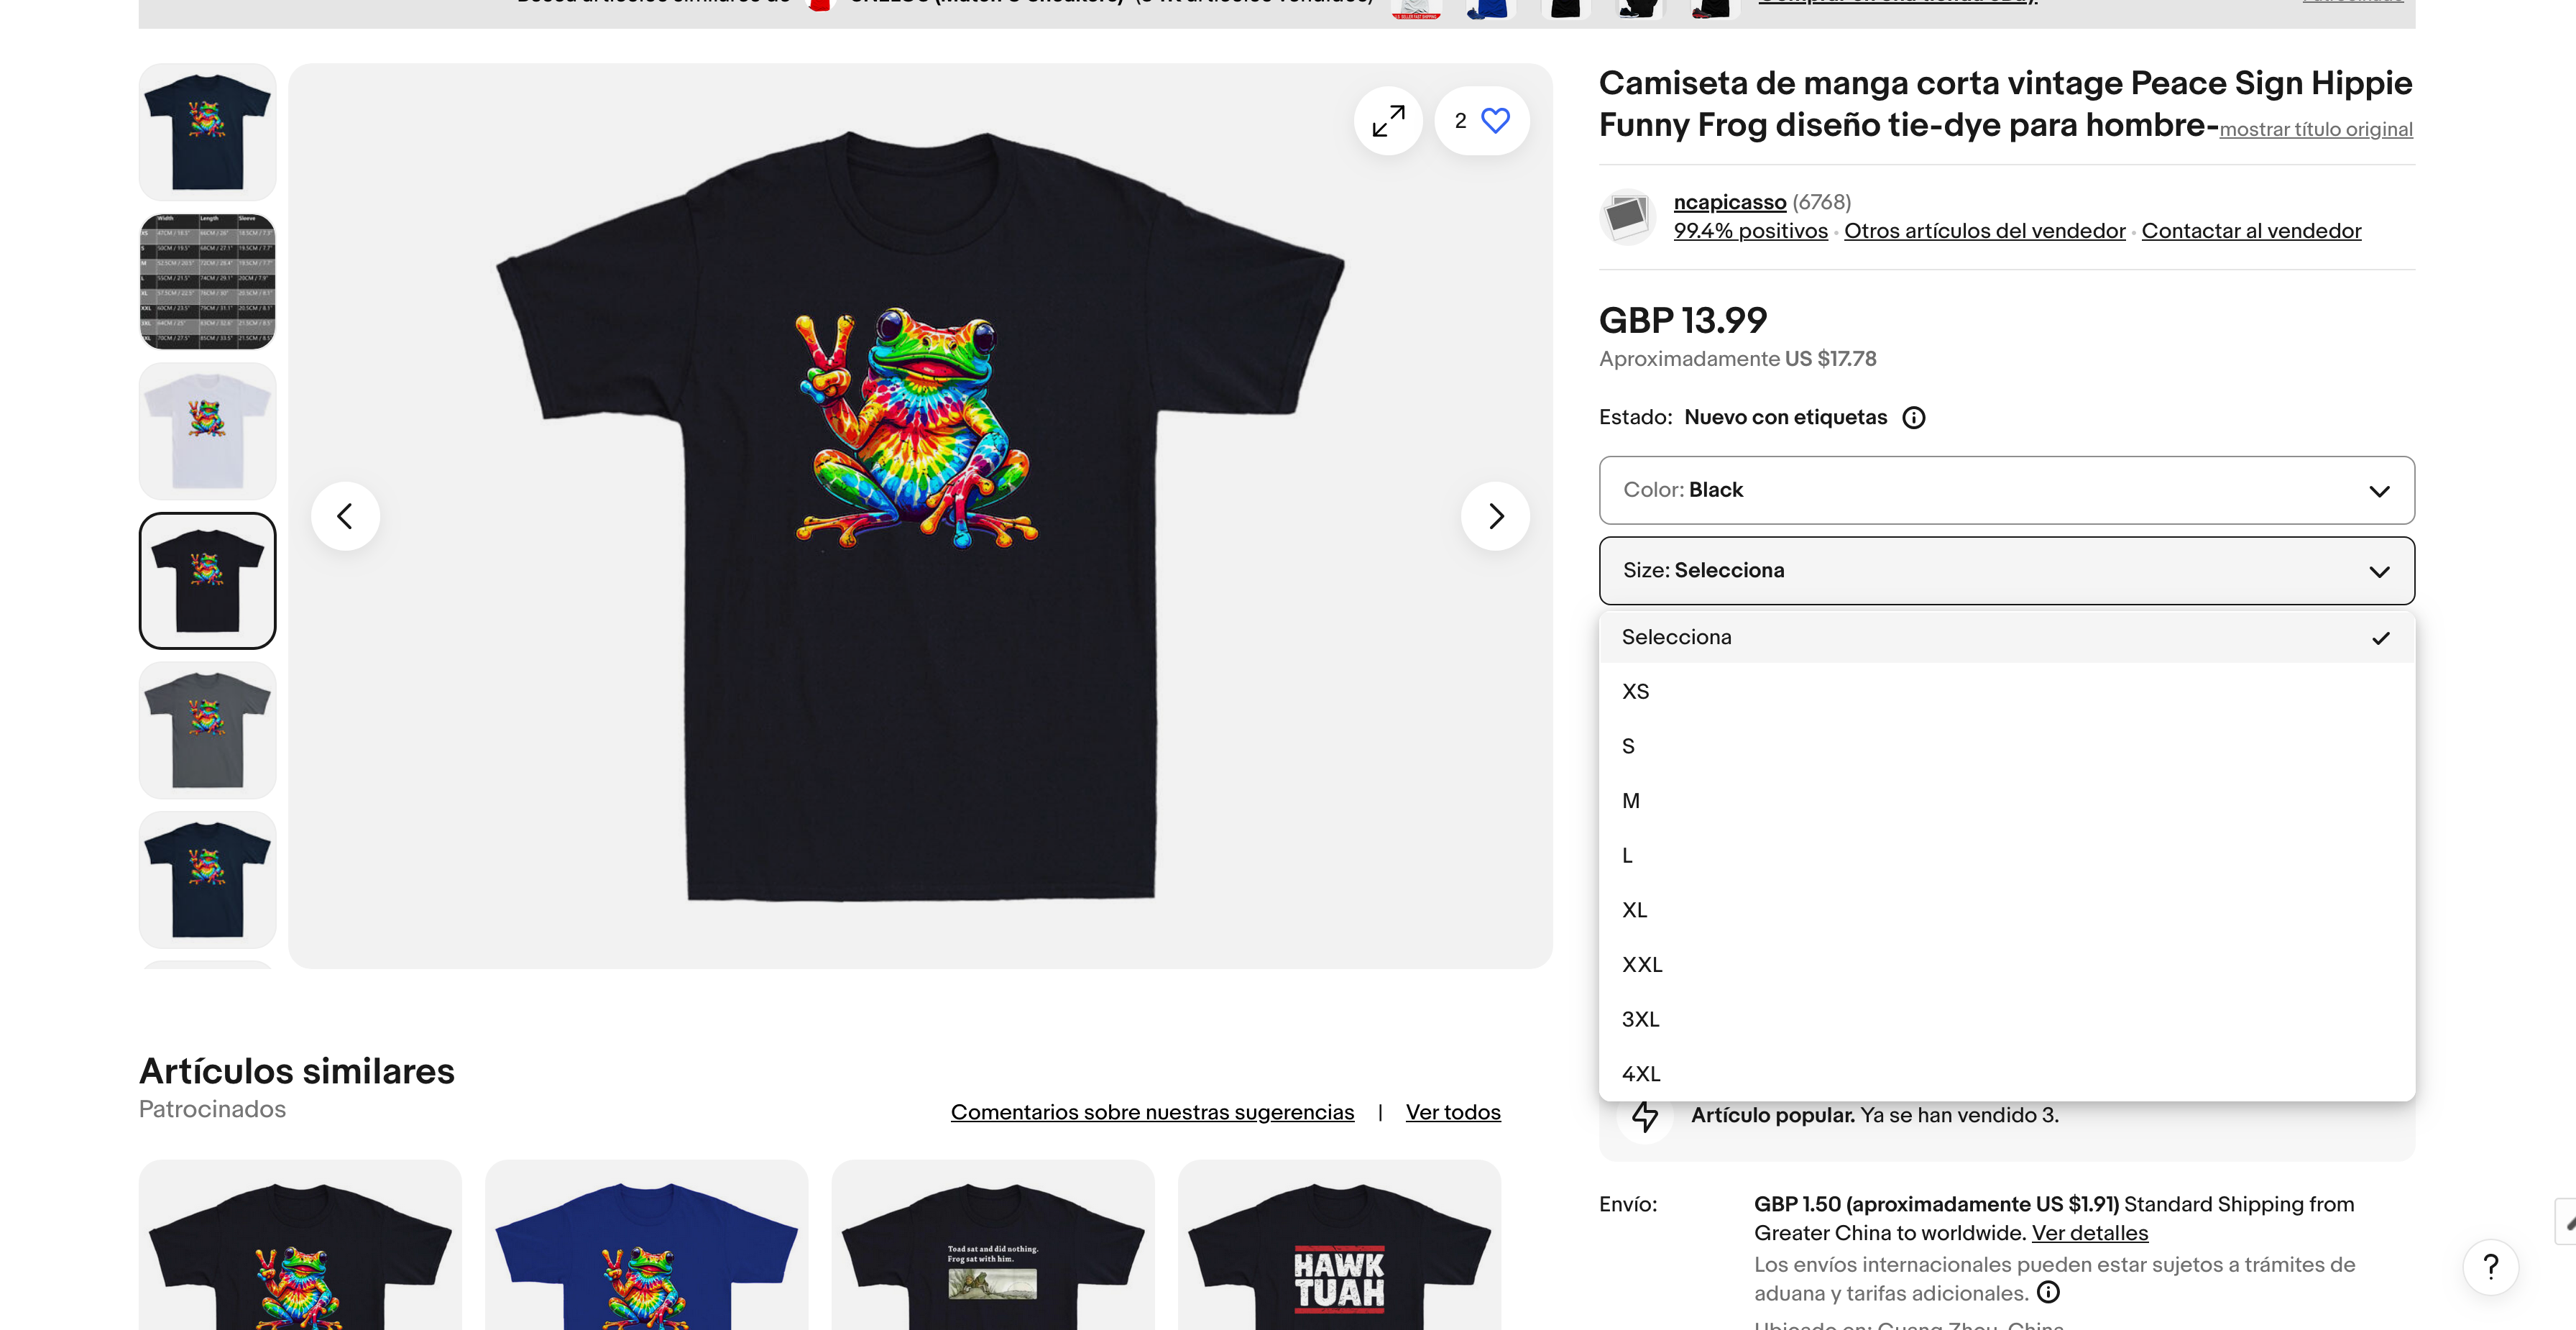 Camiseta de manga corta vintage Peace Sign Hippie
Funny Frog diseño tie-dye para hombre-mostrar título original
ncapicasso (6768)
99.4% positivos • Otros artículos del vendedor • Contactar al vendedor
GBP 13.99
Aproximadamente US $17.78
Estado: Nuevo con etiquetas
Color: Black
Size: Selecciona
Selecciona
XS
S
M
L
XL
XXL
3XL
4XL
Artículo popular. Ya se han vendido 3.
Envío: GBP 1.50 (aproximadamente US $1.91) Standard Shipping from
Greater China to worldwide. Ver detalles
Los envíos internacionales pueden estar sujetos a trámites de
aduana y tarifas adicionales.
2
Width Length Sleeve
Artículos similares
Patrocinados
Comentarios sobre nuestras sugerencias | Ver todos
Toad sat and did nothing.
Frog sat with him.
HAWK
TUAH
?